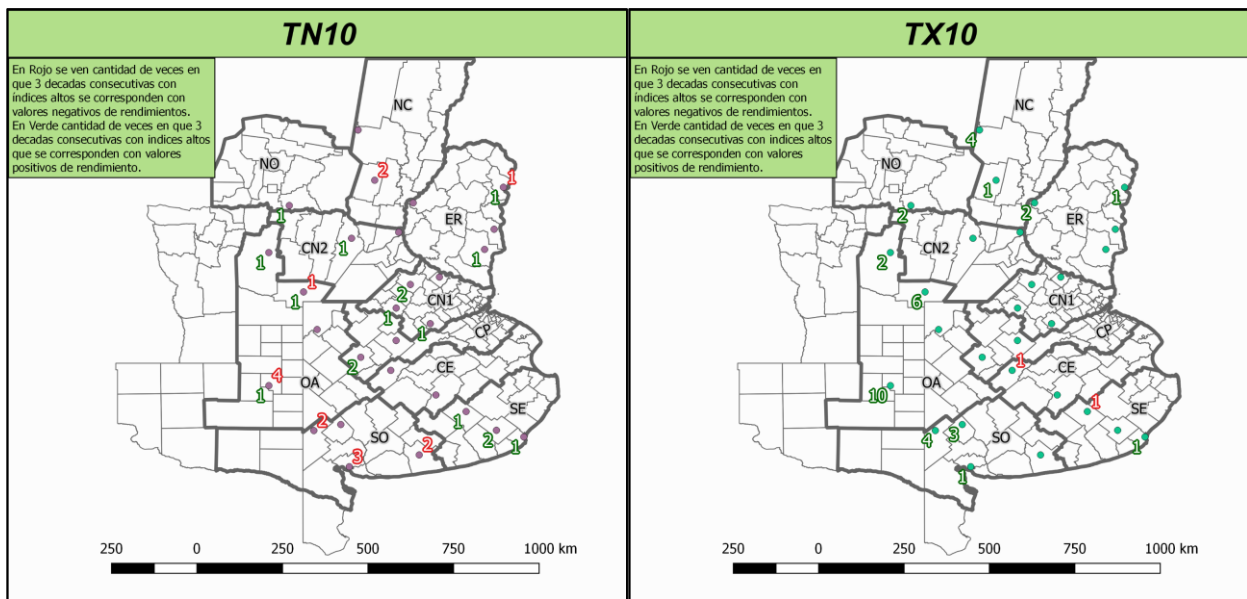 TN10
En Rojo se ven cantidad de veces en
que 3 decadas consecutivas con
índices altos se corresponden con
valores negativos de rendimientos.
En Verde cantidad de veces en que 3
decadas consecutivas con indices altos
que se corresponden con valores
positivos de rendimiento.
NC
NO
2
1
1
1
ER
CN2
1
1
1
1
1
2
CN1
1
1
CP
2
CE
4
1
OA
SE
2
1
SO
2
2
1
3
250 0 250 500 750 1000 km
TX10
En Rojo se ven cantidad de veces en
que 3 decadas consecutivas con
índices altos se corresponden con
valores negativos de rendimientos.
En Verde cantidad de veces en que 3
decadas consecutivas con indices altos
que se corresponden con valores
positivos de rendimiento.
NC
4
NO
1
1
2
2
ER
CN2
2
6
CN1
CP
1
CE
OA
10
1
SE
SO
4
3
1
1
250 0 250 500 750 1000 km